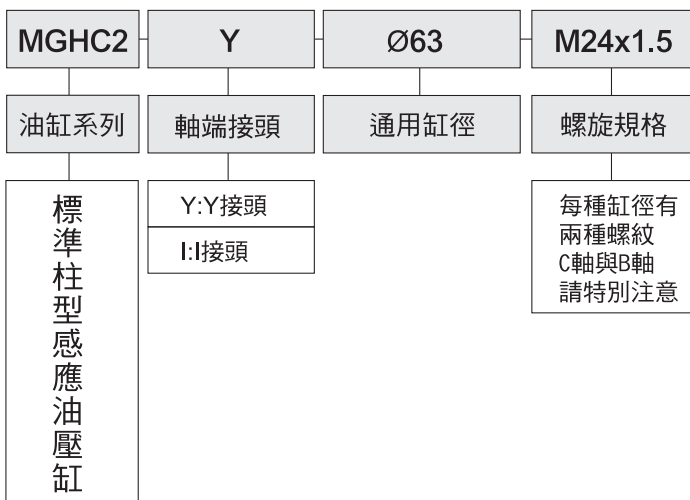 MGHC2
Y
Ø63
M24x1.5
油缸系列
軸端接頭
通用缸徑
螺旋規格
標準柱型感應油壓缸
Y:Y接頭
I:I接頭
每種缸徑有
兩種螺紋
C軸與B軸
請特別注意